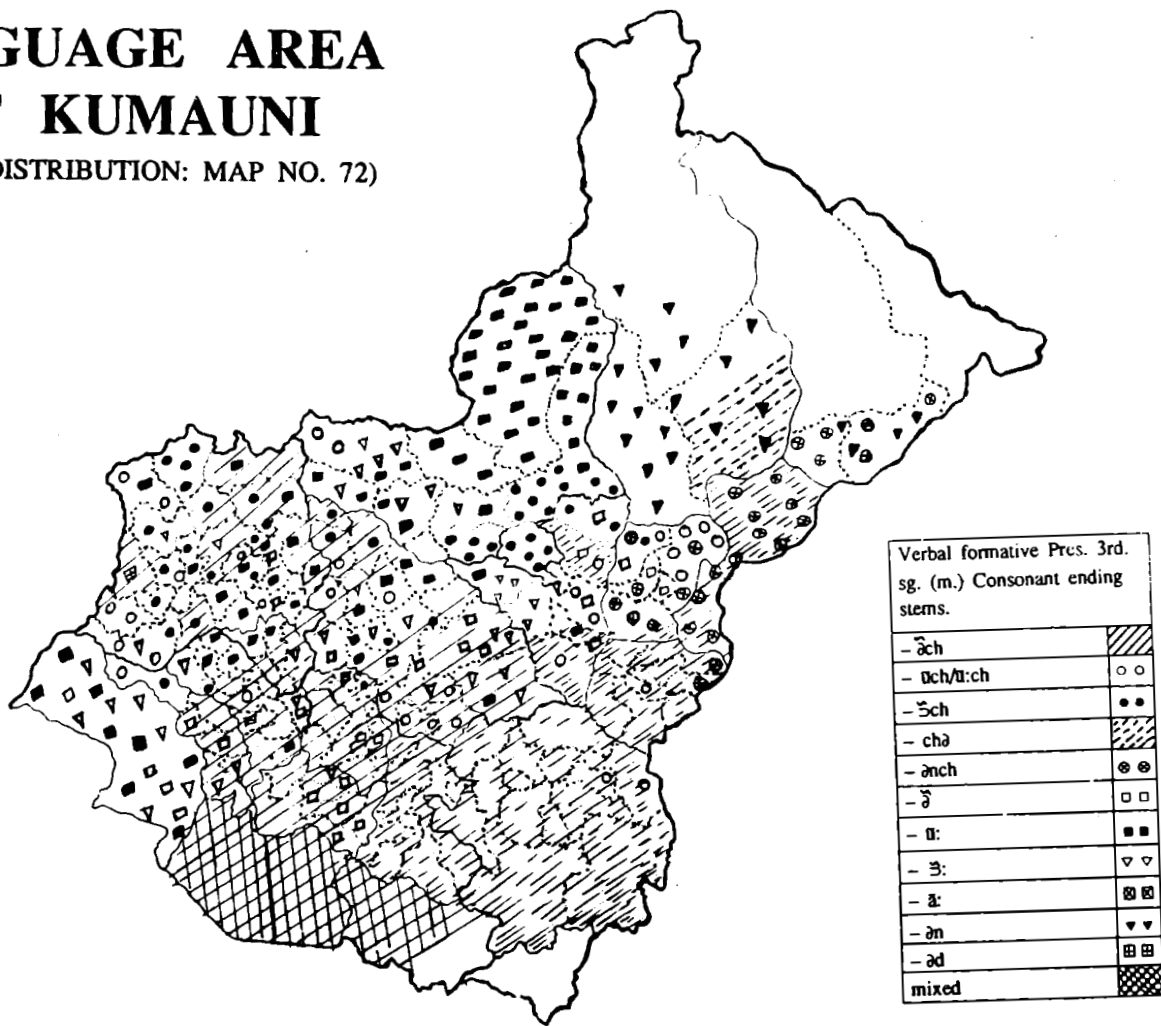 GUAGE AREA
KUMAUNI
DISTRIBUTION: MAP NO. 72)
Verbal formative Pres. 3rd.
sg. (m.) Consonant ending
stems.
– ə̃ch
– ɒch/ɒ:ch
– ɜ̃ch
– chə
– ənch
– ə̃
– ɒ:
– ɜ:
– ā:
– ən
– əd
mixed